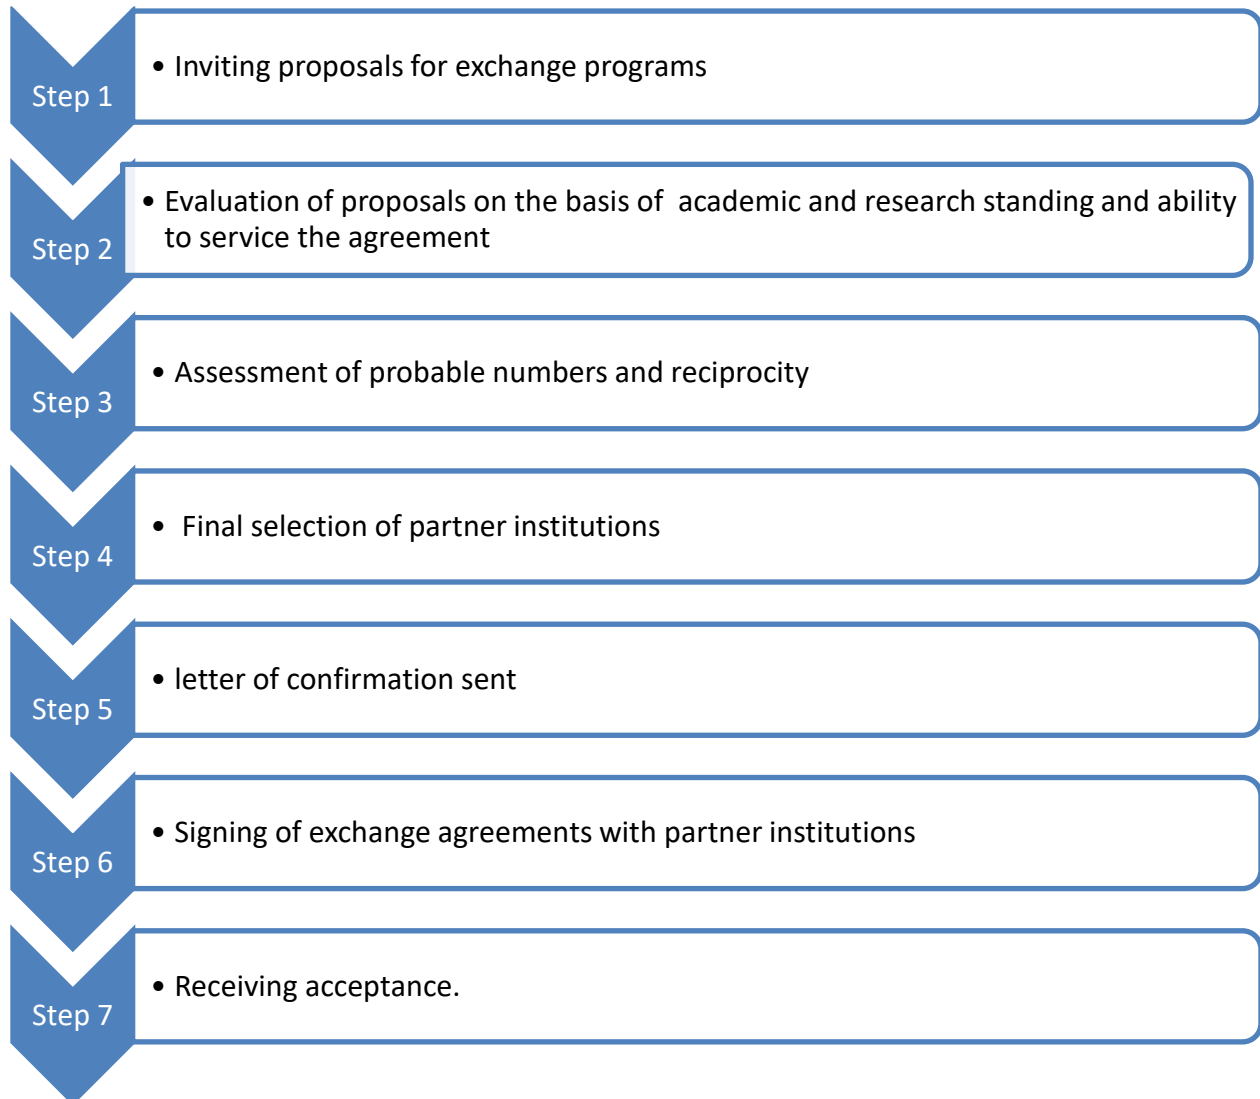 Step 1
• Inviting proposals for exchange programs
Step 2
• Evaluation of proposals on the basis of  academic and research standing and ability
to service the agreement
Step 3
• Assessment of probable numbers and reciprocity
Step 4
•  Final selection of partner institutions
Step 5
• letter of confirmation sent
Step 6
• Signing of exchange agreements with partner institutions
Step 7
• Receiving acceptance.